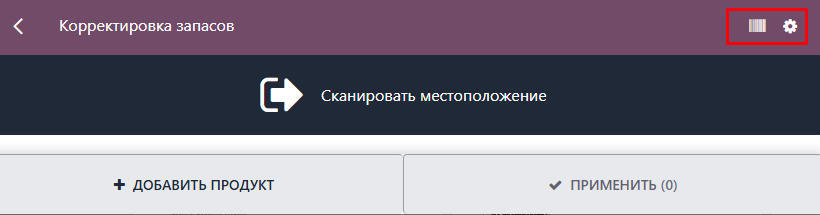 Корректировка запасов
Сканировать местоположение
ДОБАВИТЬ ПРОДУКТ
ПРИМЕНИТЬ (0)